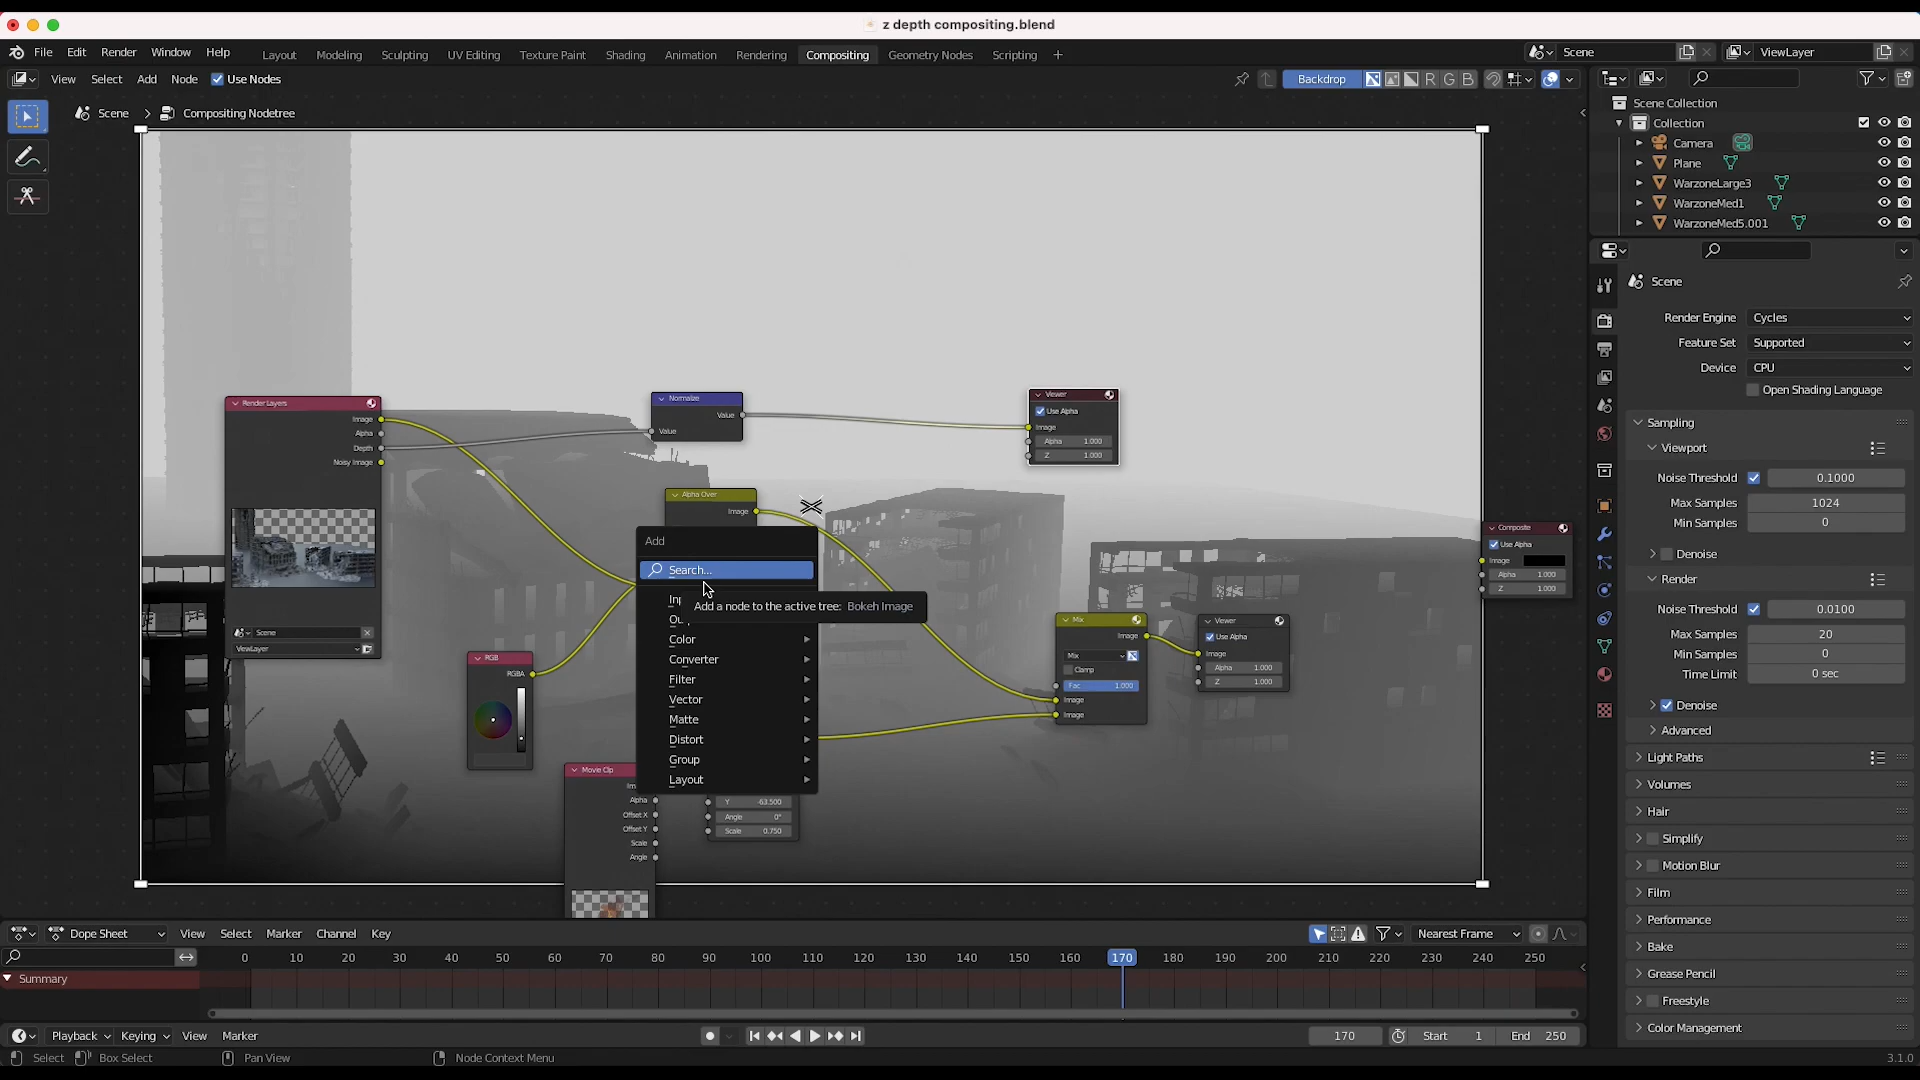 z depth compositing.blend
File Edit Render Window Help
Layout Modeling Sculpting UV Editing Texture Paint Shading Animation Rendering Compositing Geometry Nodes Scripting +
Scene ViewLayer
View Select Add Node Use Nodes
Backdrop R G B
Scene > Compositing Nodetree
Scene Collection
Collection
Camera
Plane
WarzoneLarge3
WarzoneMed1
WarzoneMed5.001
Scene
Render Engine Cycles
Feature Set Supported
Device CPU
Open Shading Language
Sampling
Viewport
Noise Threshold 0.1000
Max Samples 1024
Min Samples 0
Denoise
Render
Noise Threshold 0.0100
Max Samples 20
Min Samples 0
Time Limit 0 sec
Denoise
Advanced
Light Paths
Volumes
Hair
Simplify
Motion Blur
Film
Performance
Bake
Grease Pencil
Freestyle
Color Management
Render Layers
Image
Alpha
Depth
Noisy Image
Scene
ViewLayer
Normalize
Value
Value
Viewer
Use Alpha
Image
Alpha 1.000
Z 1.000
Alpha Over
Image
Add
Search...
Add a node to the active tree: Bokeh Image
Color
Converter
Filter
Vector
Matte
Distort
Group
Layout
RGB
RGBA
Movie Clip
Alpha
Offset X
Offset Y
Scale
Angle
Y -63.500
Angle 0°
Scale 0.750
Mix
Image
Mix
Clamp
Fac 1.000
Image
Image
Viewer
Use Alpha
Image
Alpha 1.000
Z 1.000
Composite
Use Alpha
Image
Alpha 1.000
Z 1.000
Dope Sheet View Select Marker Channel Key
Nearest Frame
0 10 20 30 40 50 60 70 80 90 100 110 120 130 140 150 160 170 180 190 200 210 220 230 240 250
Summary
Playback Keying View Marker
170 Start 1 End 250
Select Box Select Pan View Node Context Menu
3.1.0